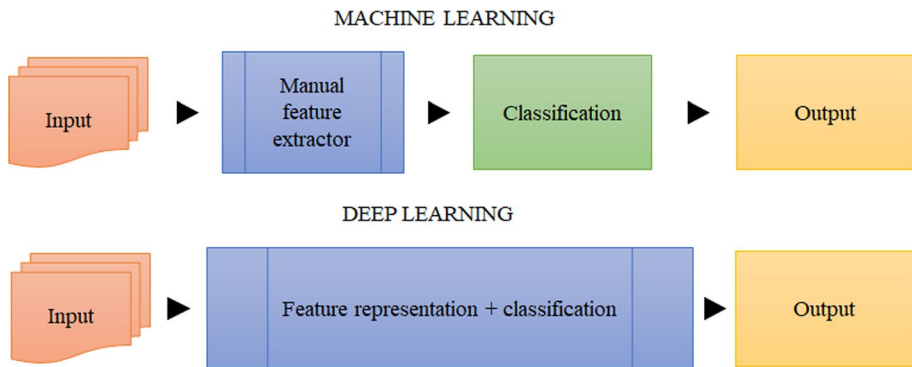 MACHINE LEARNING
Input
Manual
feature
extractor
Classification
Output
DEEP LEARNING
Input
Feature representation + classification
Output